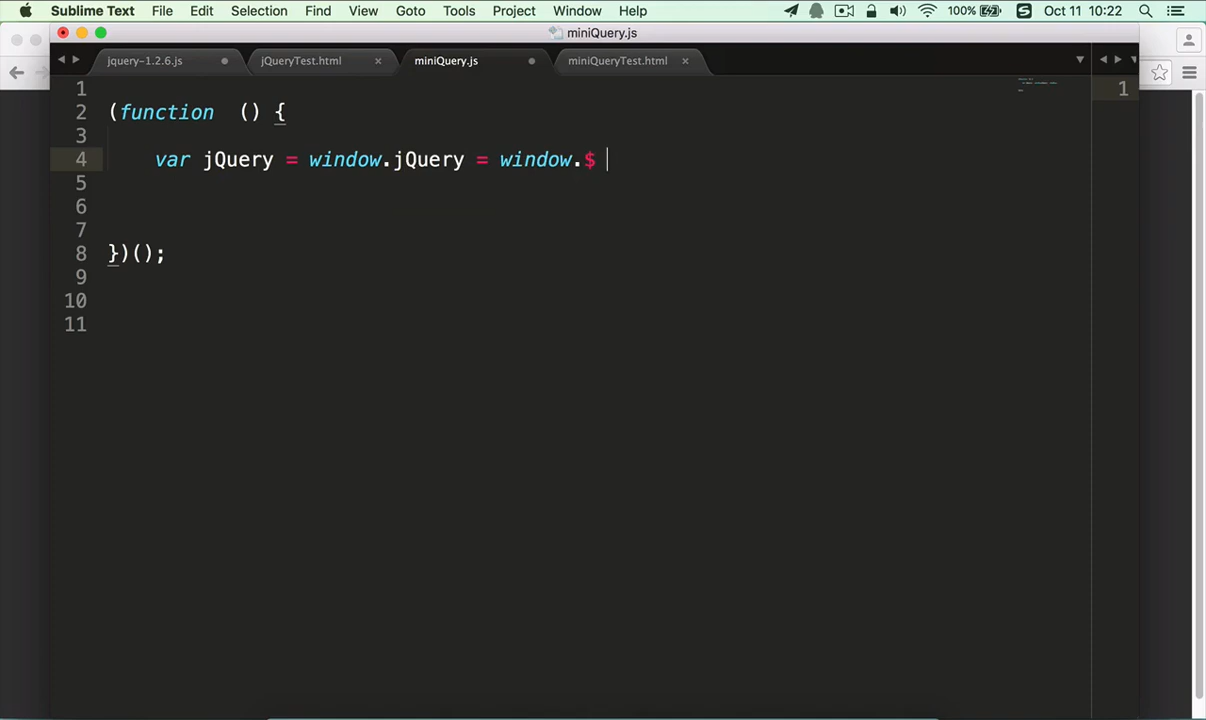 Sublime Text File Edit Selection Find View Goto Tools Project Window Help 100% Oct 11 10:22
miniQuery.js
jquery-1.2.6.js jQueryTest.html × miniQuery.js miniQueryTest.html ×
1 1
2 (function () {
3
4 var jQuery = window.jQuery = window.$
5
6
7
8 })();
9
10
11